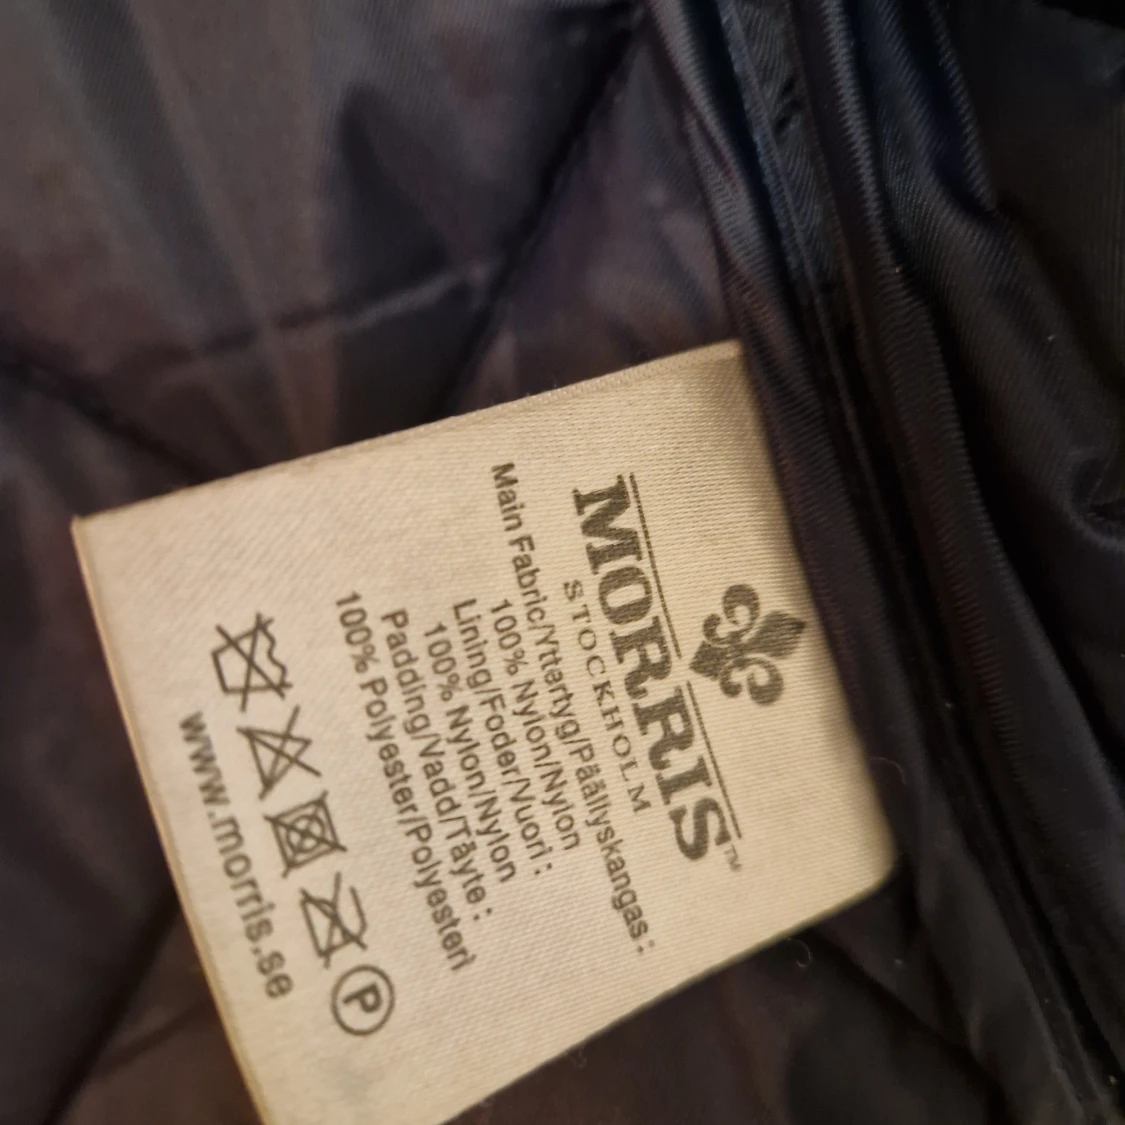 MORRIS™
STOCKHOLM
Main Fabric/Yttertyg/Päällyskangas:
100% Nylon/Nylon
Lining/Foder/Vuori:
100% Nylon/Nylon
Padding/Vadd/Täyte:
100% Polyester/Polyesteri
P
www.morris.se